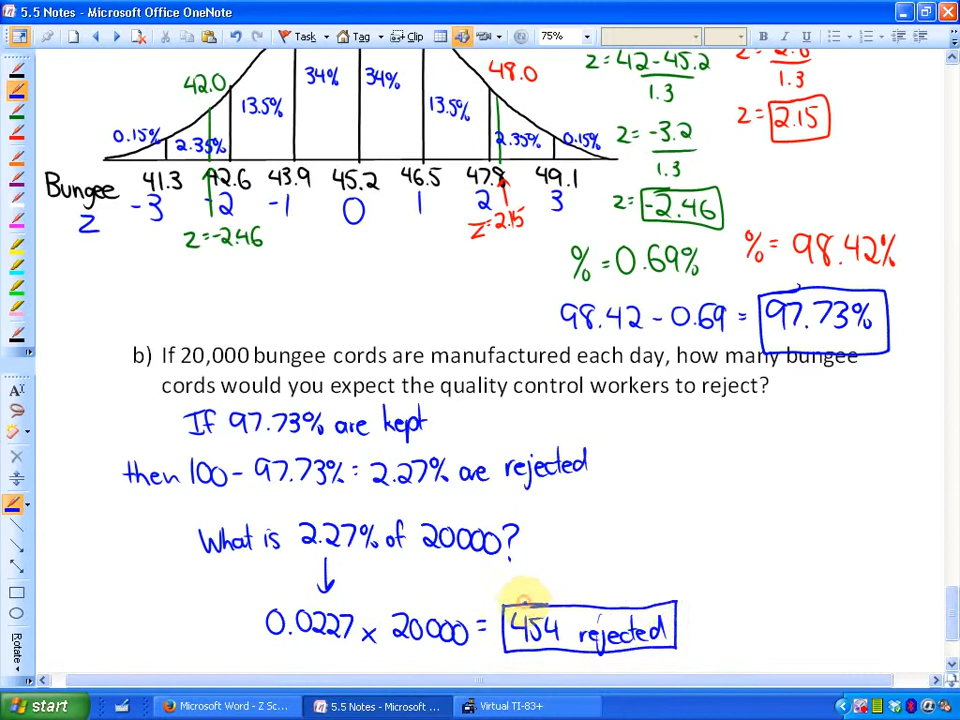 5.5 Notes - Microsoft Office OneNote
Task Tag Clip 75% B I U
42.0 34% 34% 48.0
13.5% 13.5%
0.15% 2.35% 2.35% 0.15%
Bungee 41.3 42.6 43.9 45.2 46.5 47.8 49.1
z -3 -2 -1 0 1 2 3
z=-2.46 z=2.15
z = 42-45.2
1.3
z = -3.2
1.3
z = -2.46
% = 0.69%
1.3
z = 2.15
% = 98.42%
98.42 - 0.69 = 97.73%
b) If 20,000 bungee cords are manufactured each day, how many bungee
cords would you expect the quality control workers to reject?
If 97.73% are kept
then 100 - 97.73% = 2.27% are rejected
What is 2.27% of 20000?
0.0227 x 20000 = 454 rejected
Rotate
start Microsoft Word - Z Sc... 5.5 Notes - Microsoft ... Virtual TI-83+